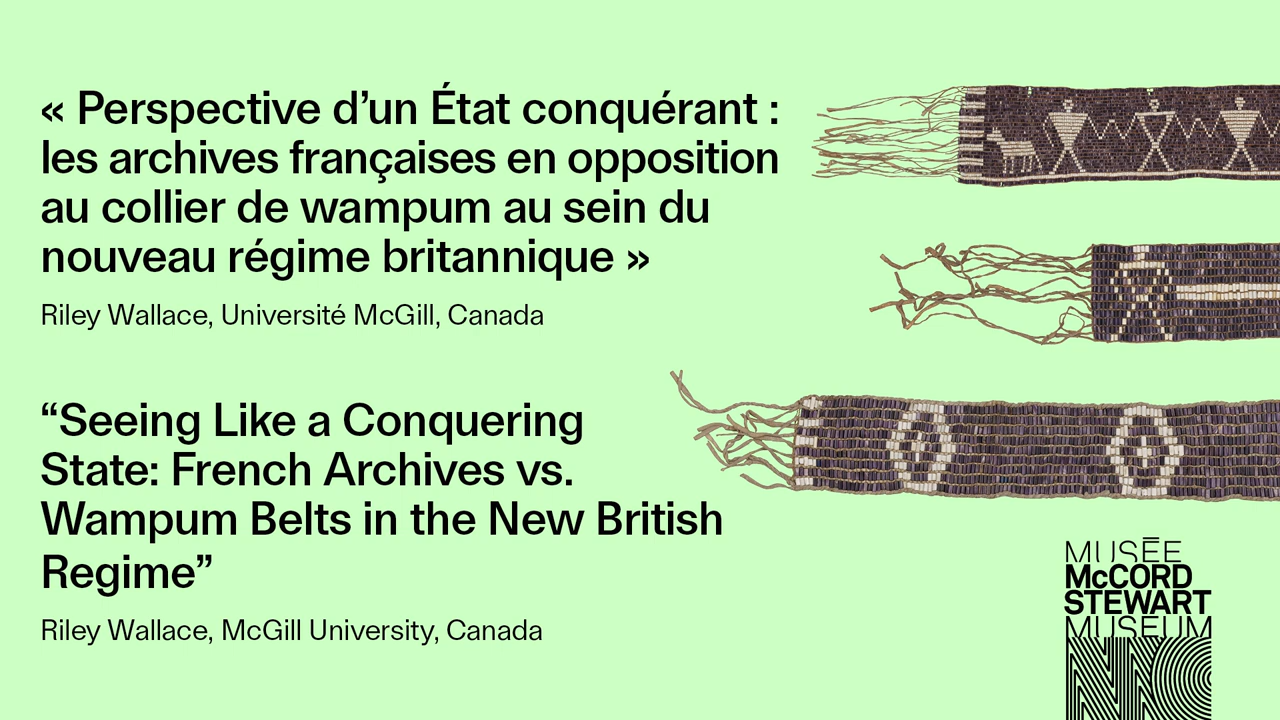 « Perspective d’un État conquérant :
les archives françaises en opposition
au collier de wampum au sein du
nouveau régime britannique »
Riley Wallace, Université McGill, Canada
“Seeing Like a Conquering
State: French Archives vs.
Wampum Belts in the New British
Regime”
Riley Wallace, McGill University, Canada
MUSÉE
McCORD
STEWART
MUSEUM